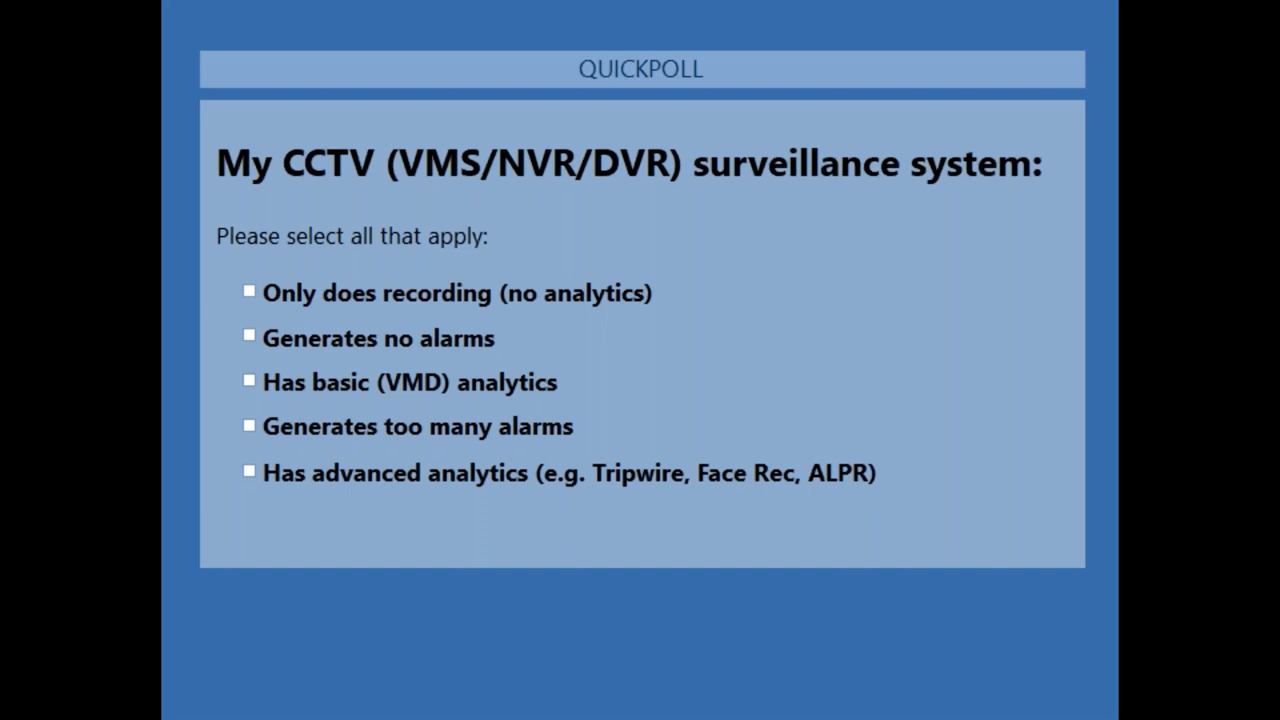 QUICKPOLL
My CCTV (VMS/NVR/DVR) surveillance system:
Please select all that apply:
Only does recording (no analytics)
Generates no alarms
Has basic (VMD) analytics
Generates too many alarms
Has advanced analytics (e.g. Tripwire, Face Rec, ALPR)